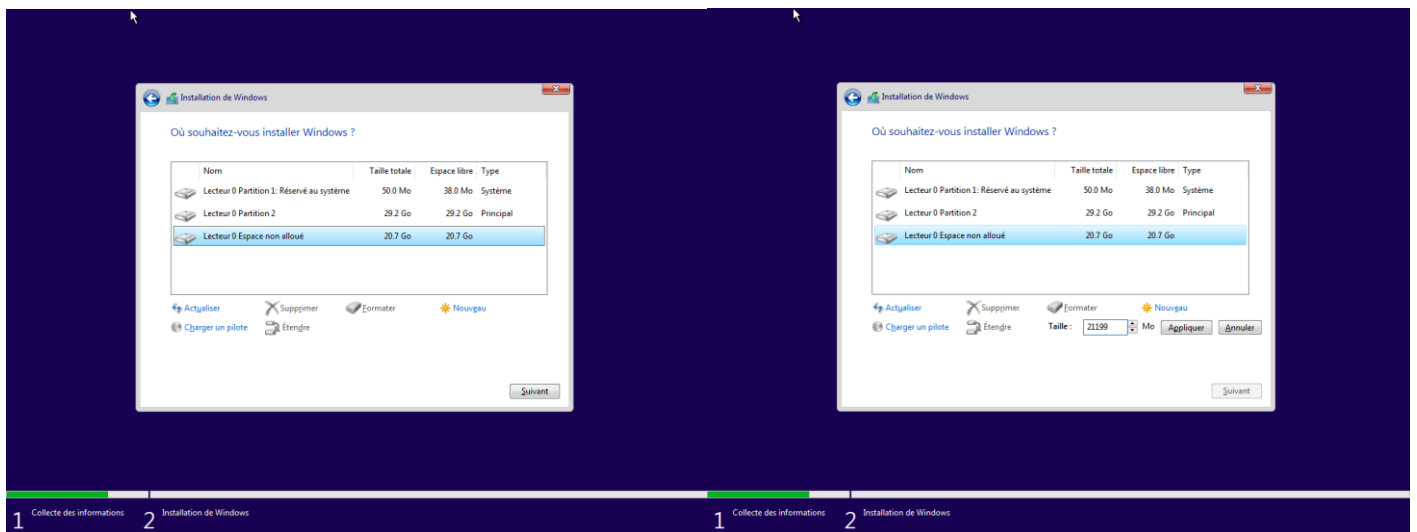 Installation de Windows
Où souhaitez-vous installer Windows ?
Nom Taille totale Espace libre Type
Lecteur 0 Partition 1: Réservé au système 50.0 Mo 38.0 Mo Système
Lecteur 0 Partition 2 29.2 Go 29.2 Go Principal
Lecteur 0 Espace non alloué 20.7 Go 20.7 Go
Actualiser Supprimer Formater Nouveau
Charger un pilote Étendre
Suivant
1 Collecte des informations 2 Installation de Windows
Installation de Windows
Où souhaitez-vous installer Windows ?
Nom Taille totale Espace libre Type
Lecteur 0 Partition 1: Réservé au système 50.0 Mo 38.0 Mo Système
Lecteur 0 Partition 2 29.2 Go 29.2 Go Principal
Lecteur 0 Espace non alloué 20.7 Go 20.7 Go
Actualiser Supprimer Formater Nouveau
Charger un pilote Étendre Taille : 21199 Mo Appliquer Annuler
Suivant
1 Collecte des informations 2 Installation de Windows